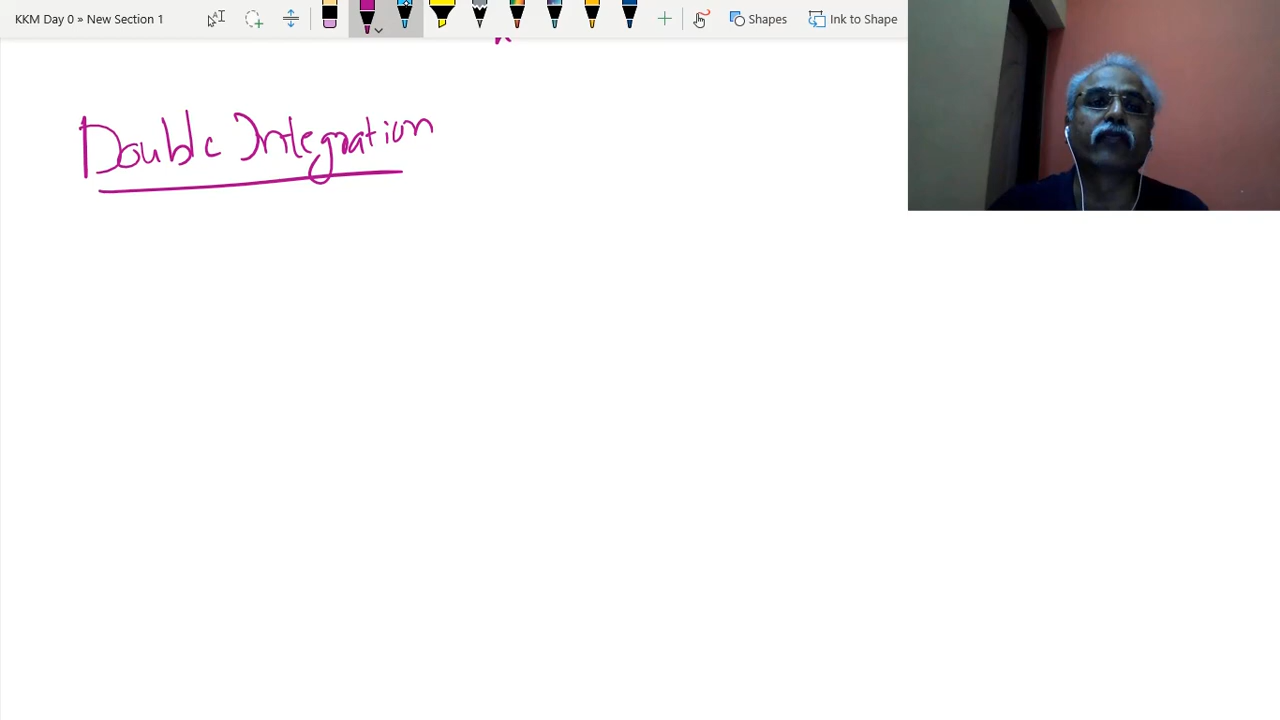 KKM Day 0 » New Section 1
Shapes
Ink to Shape
Double Integration